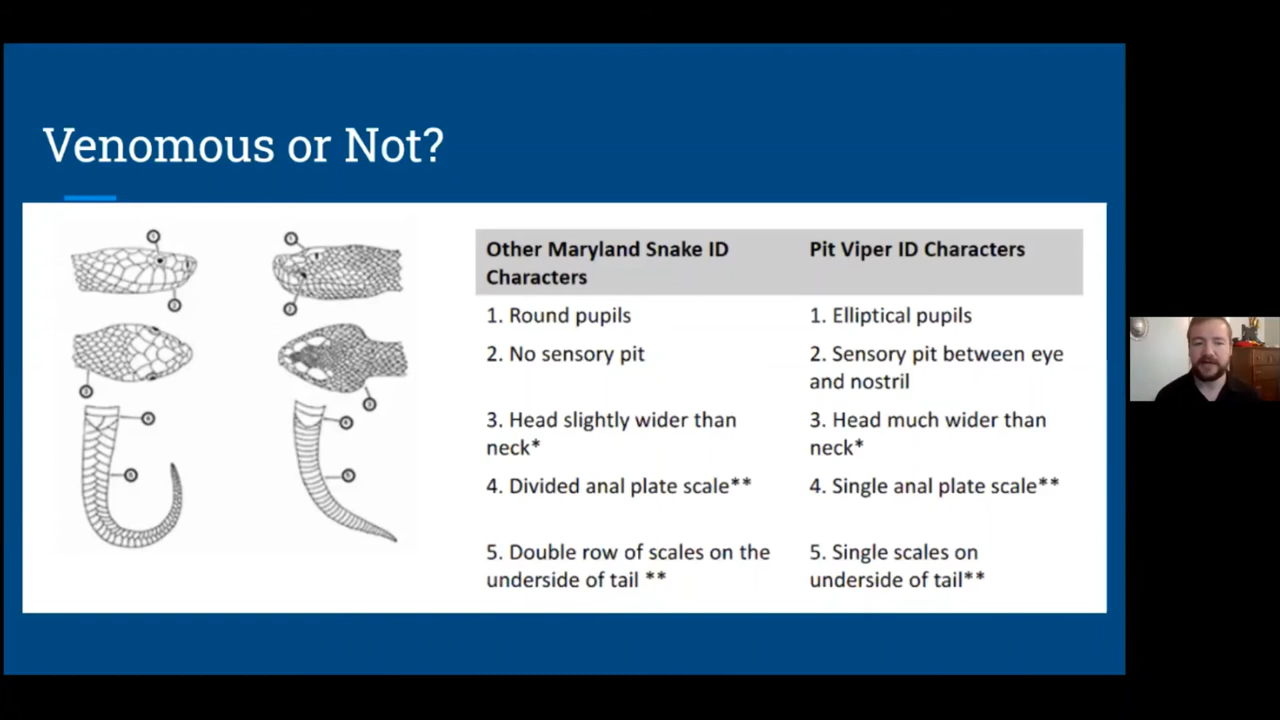 Venomous or Not?
Other Maryland Snake ID
Characters
Pit Viper ID Characters
1. Round pupils
1. Elliptical pupils
2. No sensory pit
2. Sensory pit between eye
and nostril
3. Head slightly wider than
neck*
3. Head much wider than
neck*
4. Divided anal plate scale**
4. Single anal plate scale**
5. Double row of scales on the
underside of tail **
5. Single scales on
underside of tail**